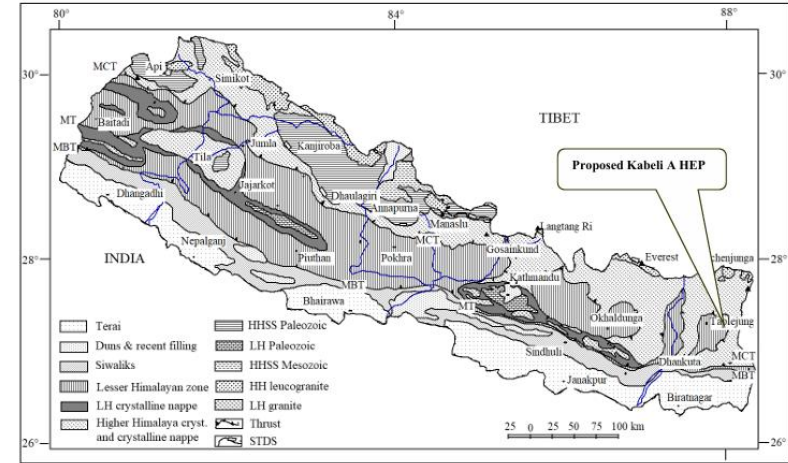 80°
84°
88°
30°
30°
28°
28°
26°
26°
MCT
Api
Simikot
MT
Baitadi
MBT
Tila
Jumla
Kanjiroba
TIBET
Proposed Kabeli A HEP
Dhangadhi
Jajarkot
Dhaulagiri
Annapurna
Manaslu
Langtang Ri
MCT
Gosainkund
Everest
chenjunga
Nepalganj
INDIA
Piuthan
Pokhra
Kathmandu
MBT
MT
Bhairawa
Okhaldunga
Taplejung
Sindhuli
Dhankuta
MCT
MBT
Janakpur
Biratnagar
Terai
Duns & recent filling
Siwaliks
Lesser Himalayan zone
LH crystalline nappe
Higher Himalaya cryst.
and crystalline nappe
HHSS Paleozoic
LH Paleozoic
HHSS Mesozoic
HH leucogranite
LH granite
Thrust
STDS
25 0 25 50 75 100 km